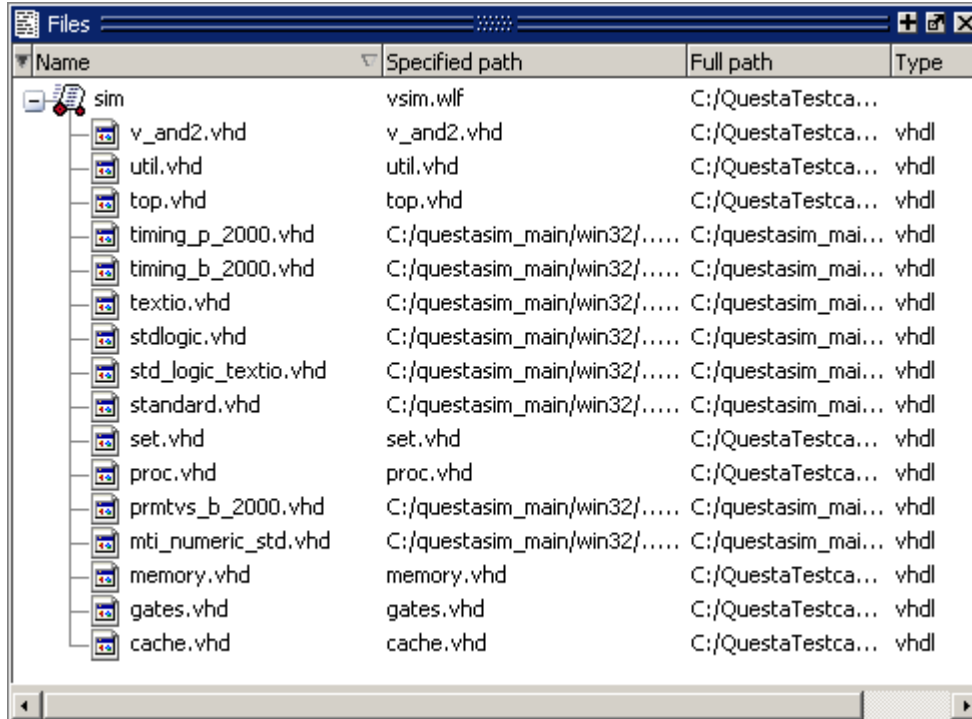 Files
Name Specified path Full path Type
sim vsim.wlf C:/QuestaTestca...
v_and2.vhd v_and2.vhd C:/QuestaTestca... vhdl
util.vhd util.vhd C:/QuestaTestca... vhdl
top.vhd top.vhd C:/QuestaTestca... vhdl
timing_p_2000.vhd C:/questasim_main/win32/..... C:/questasim_mai... vhdl
timing_b_2000.vhd C:/questasim_main/win32/..... C:/questasim_mai... vhdl
textio.vhd C:/questasim_main/win32/..... C:/questasim_mai... vhdl
stdlogic.vhd C:/questasim_main/win32/..... C:/questasim_mai... vhdl
std_logic_textio.vhd C:/questasim_main/win32/..... C:/questasim_mai... vhdl
standard.vhd C:/questasim_main/win32/..... C:/questasim_mai... vhdl
set.vhd set.vhd C:/QuestaTestca... vhdl
proc.vhd proc.vhd C:/QuestaTestca... vhdl
prmtvs_b_2000.vhd C:/questasim_main/win32/..... C:/questasim_mai... vhdl
mti_numeric_std.vhd C:/questasim_main/win32/..... C:/questasim_mai... vhdl
memory.vhd memory.vhd C:/QuestaTestca... vhdl
gates.vhd gates.vhd C:/QuestaTestca... vhdl
cache.vhd cache.vhd C:/QuestaTestca... vhdl